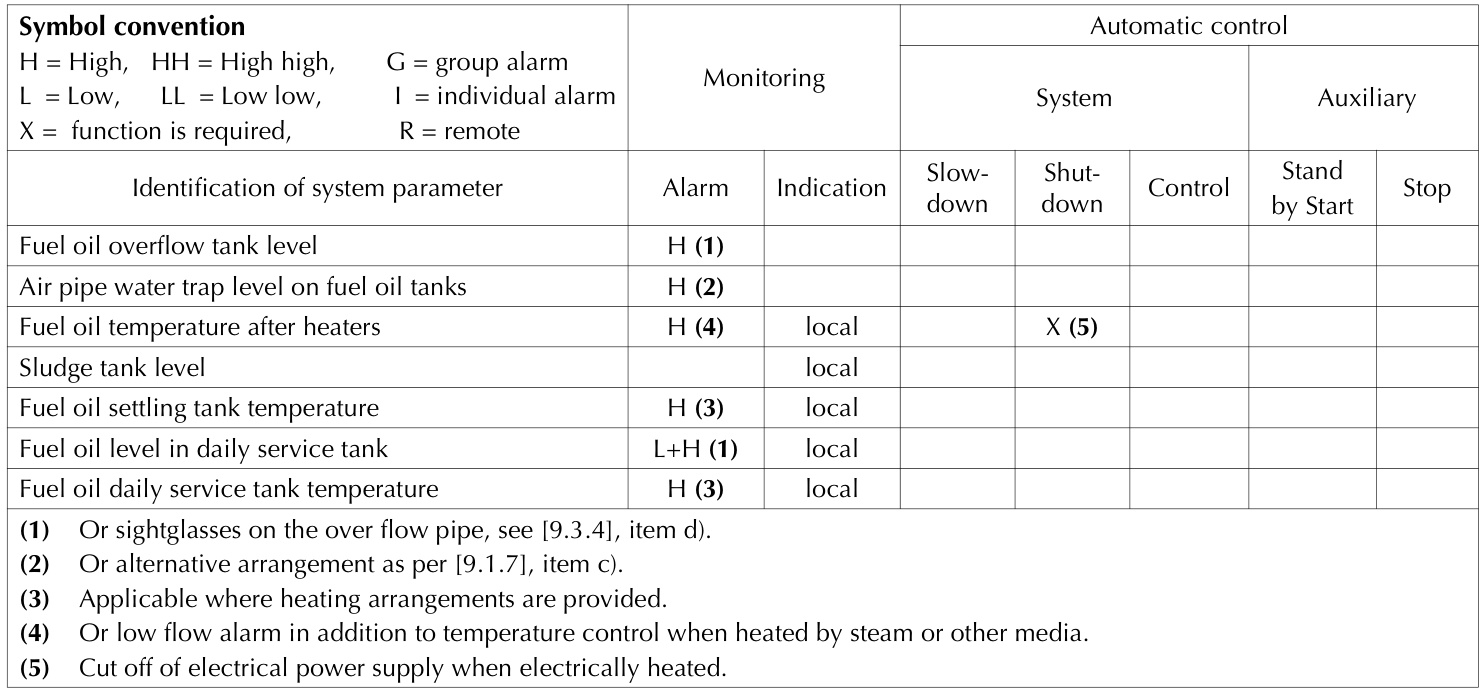 Symbol convention
H = High, HH = High high, G = group alarm
L = Low, LL = Low low, I = individual alarm
X = function is required, R = remote
Monitoring
Automatic control
System
Auxiliary
Identification of system parameter
Alarm
Indication
Slow-
down
Shut-
down
Control
Stand
by Start
Stop
Fuel oil overflow tank level H (1)
Air pipe water trap level on fuel oil tanks H (2)
Fuel oil temperature after heaters H (4) local X (5)
Sludge tank level local
Fuel oil settling tank temperature H (3) local
Fuel oil level in daily service tank L+H (1) local
Fuel oil daily service tank temperature H (3) local
(1) Or sightglasses on the over flow pipe, see [9.3.4], item d).
(2) Or alternative arrangement as per [9.1.7], item c).
(3) Applicable where heating arrangements are provided.
(4) Or low flow alarm in addition to temperature control when heated by steam or other media.
(5) Cut off of electrical power supply when electrically heated.